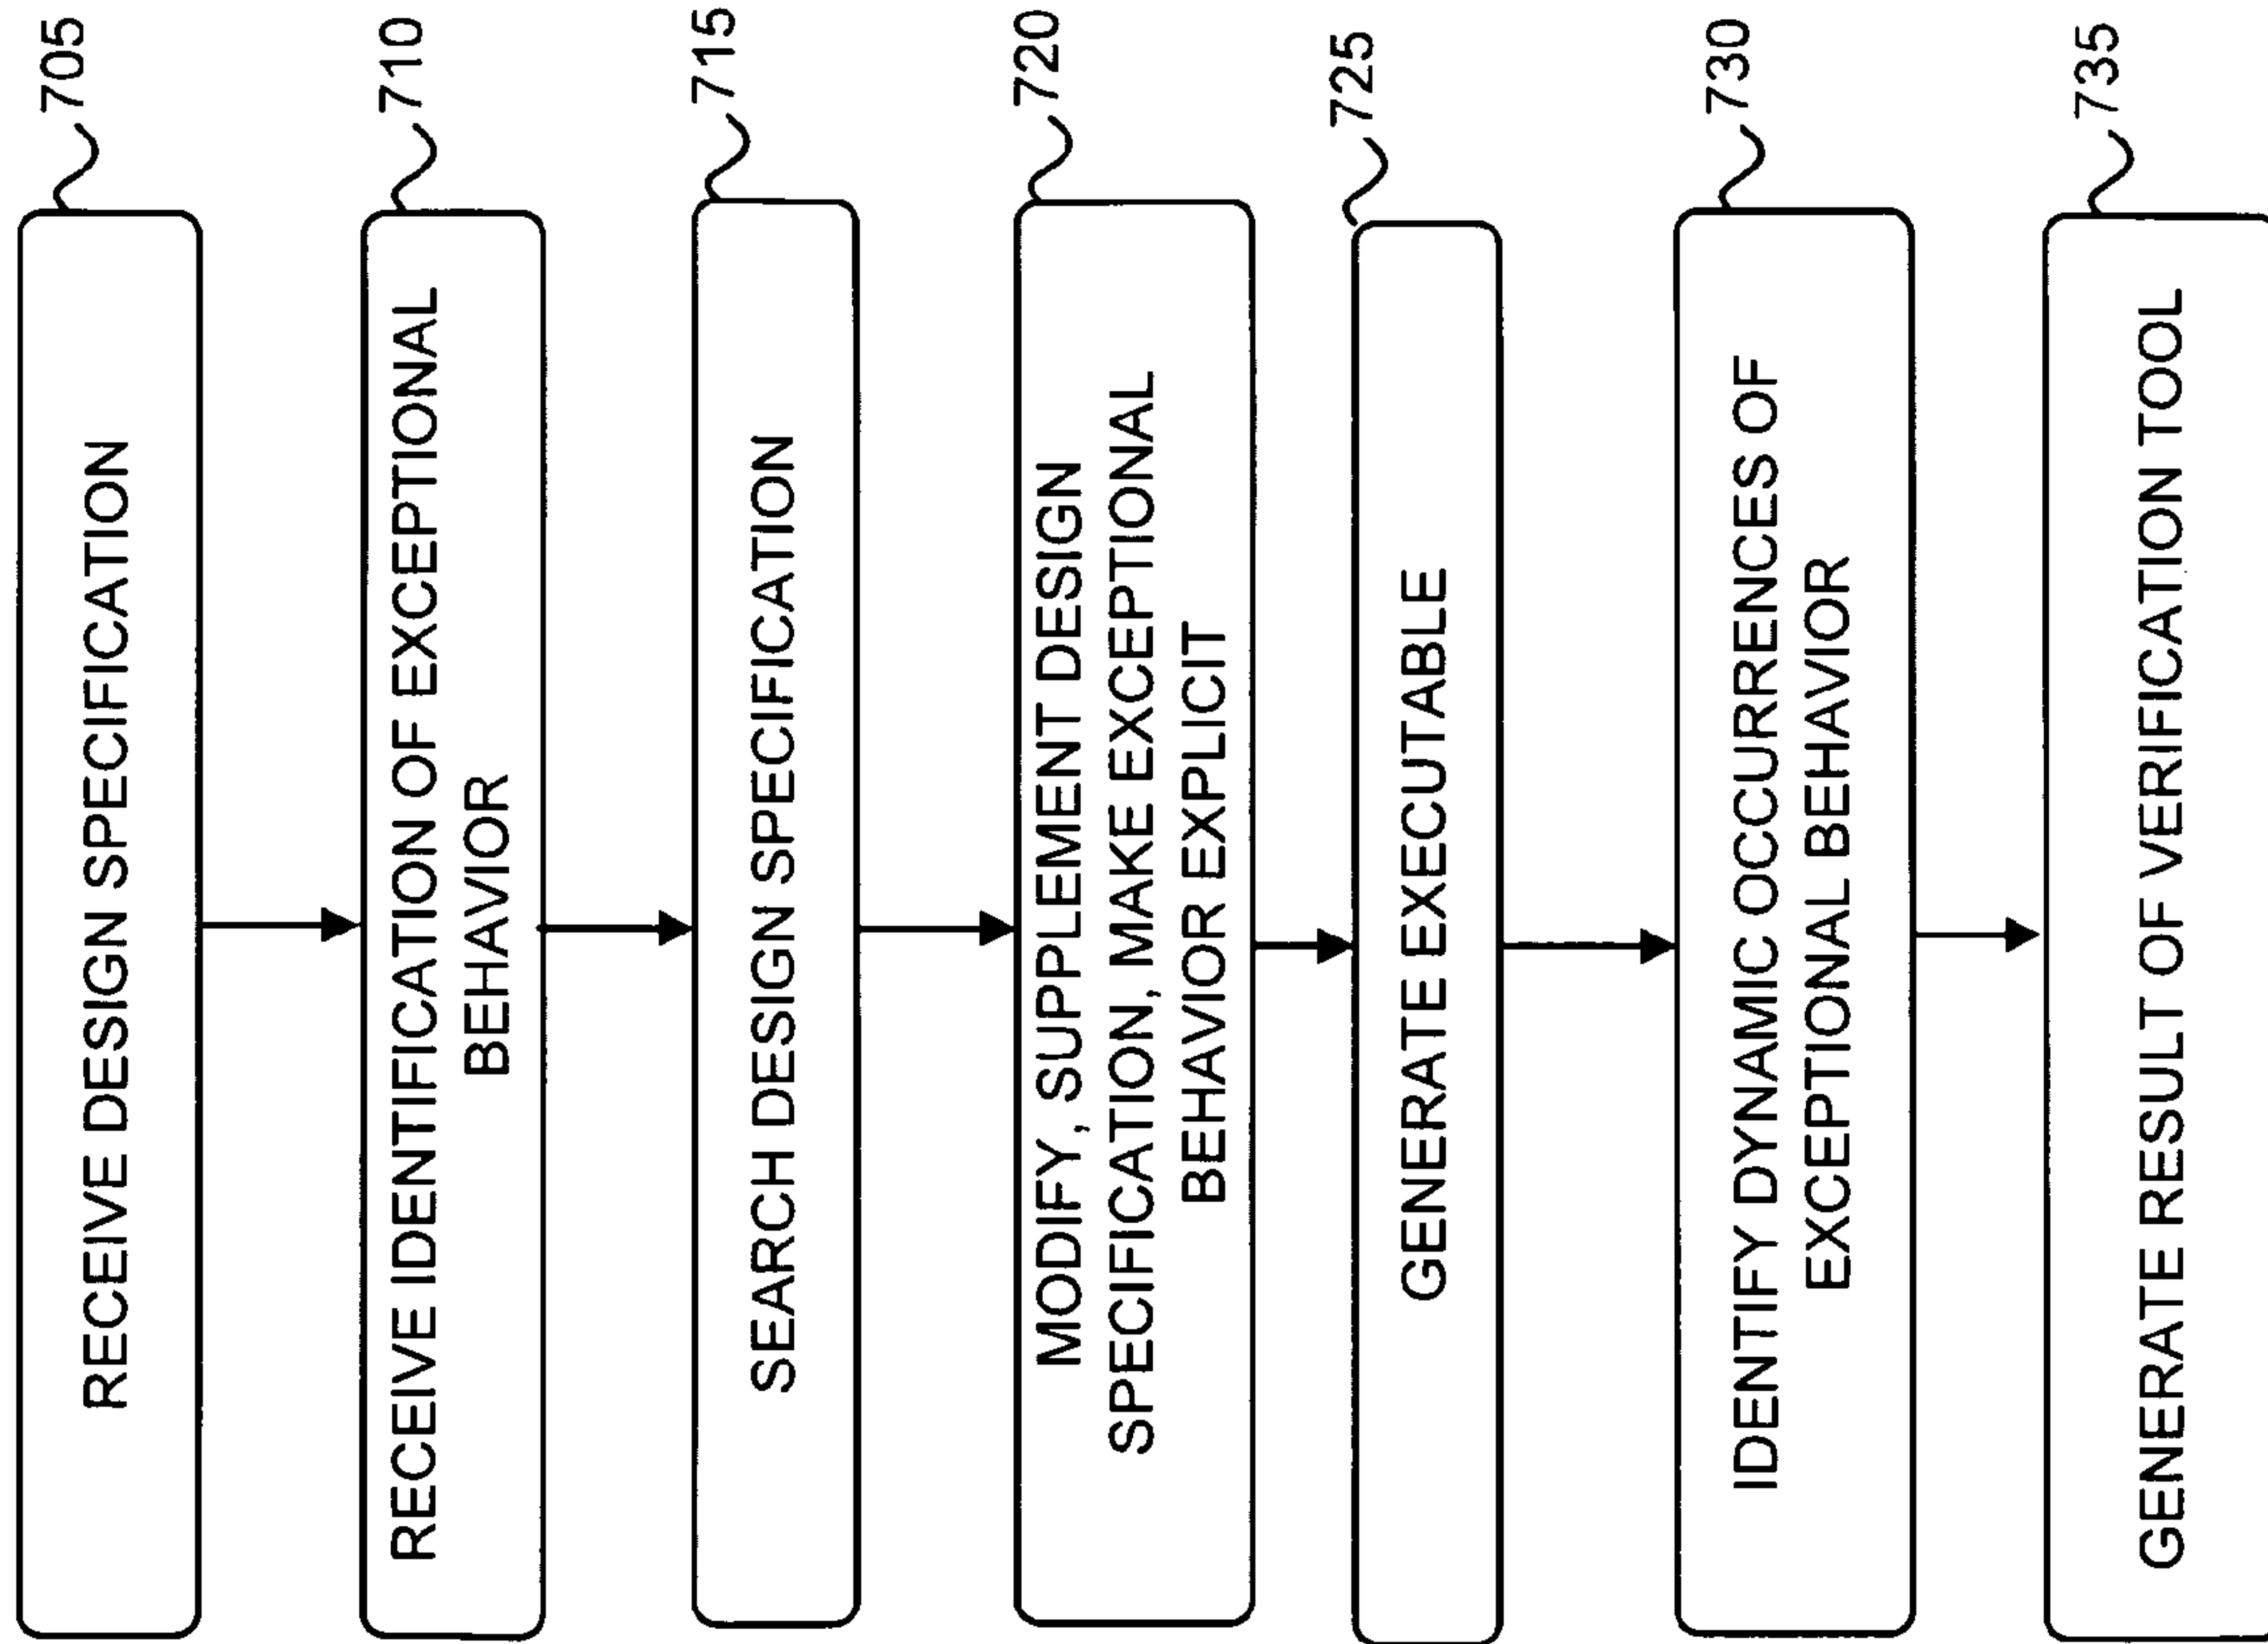 RECEIVE DESIGN SPECIFICATION
705
RECEIVE IDENTIFICATION OF EXCEPTIONAL
BEHAVIOR
710
SEARCH DESIGN SPECIFICATION
715
MODIFY, SUPPLEMENT DESIGN
SPECIFICATION, MAKE EXCEPTIONAL
BEHAVIOR EXPLICIT
720
GENERATE EXECUTABLE
725
IDENTIFY DYNAMIC OCCURRENCES OF
EXCEPTIONAL BEHAVIOR
730
GENERATE RESULT OF VERIFICATION TOOL
735